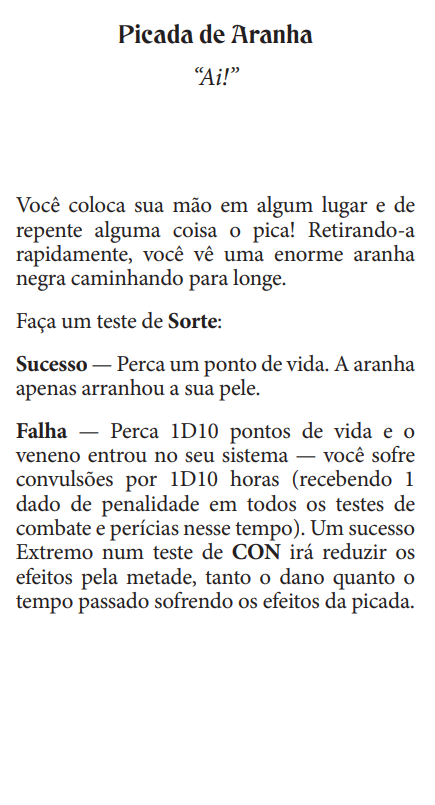 Picada de Aranha
“Ai!”
Você coloca sua mão em algum lugar e de
repente alguma coisa o pica! Retirando-a
rapidamente, você vê uma enorme aranha
negra caminhando para longe.
Faça um teste de Sorte:
Sucesso — Perca um ponto de vida. A aranha
apenas arranhou a sua pele.
Falha — Perca 1D10 pontos de vida e o
veneno entrou no seu sistema — você sofre
convulsões por 1D10 horas (recebendo 1
dado de penalidade em todos os testes de
combate e perícias nesse tempo). Um sucesso
Extremo num teste de CON irá reduzir os
efeitos pela metade, tanto o dano quanto o
tempo passado sofrendo os efeitos da picada.